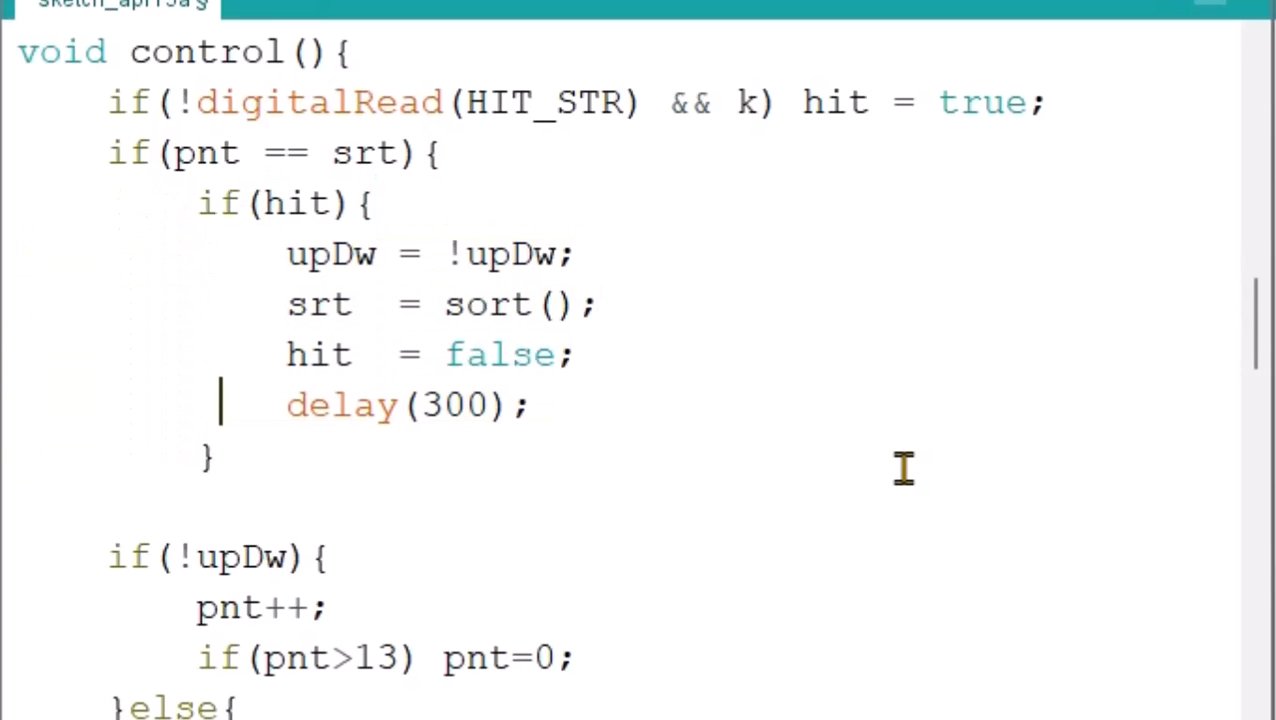 void control(){
if(!digitalRead(HIT_STR) && k) hit = true;
if(pnt == srt){
if(hit){
upDw = !upDw;
srt  = sort();
hit  = false;
delay(300);
}
if(!upDw){
pnt++;
if(pnt>13) pnt=0;
}else{